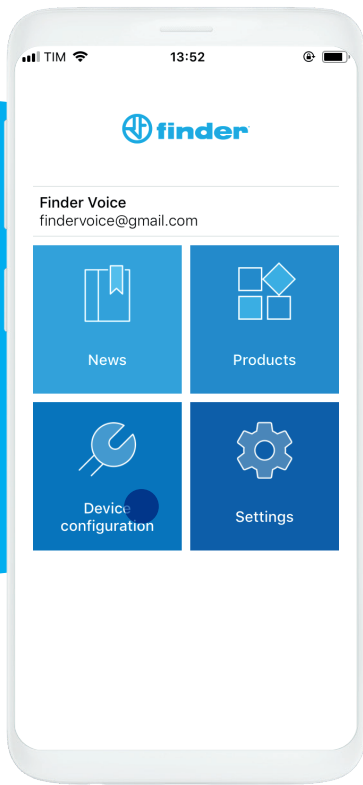 TIM 13:52
finder
Finder Voice
findervoice@gmail.com
News
Products
Device
configuration
Settings